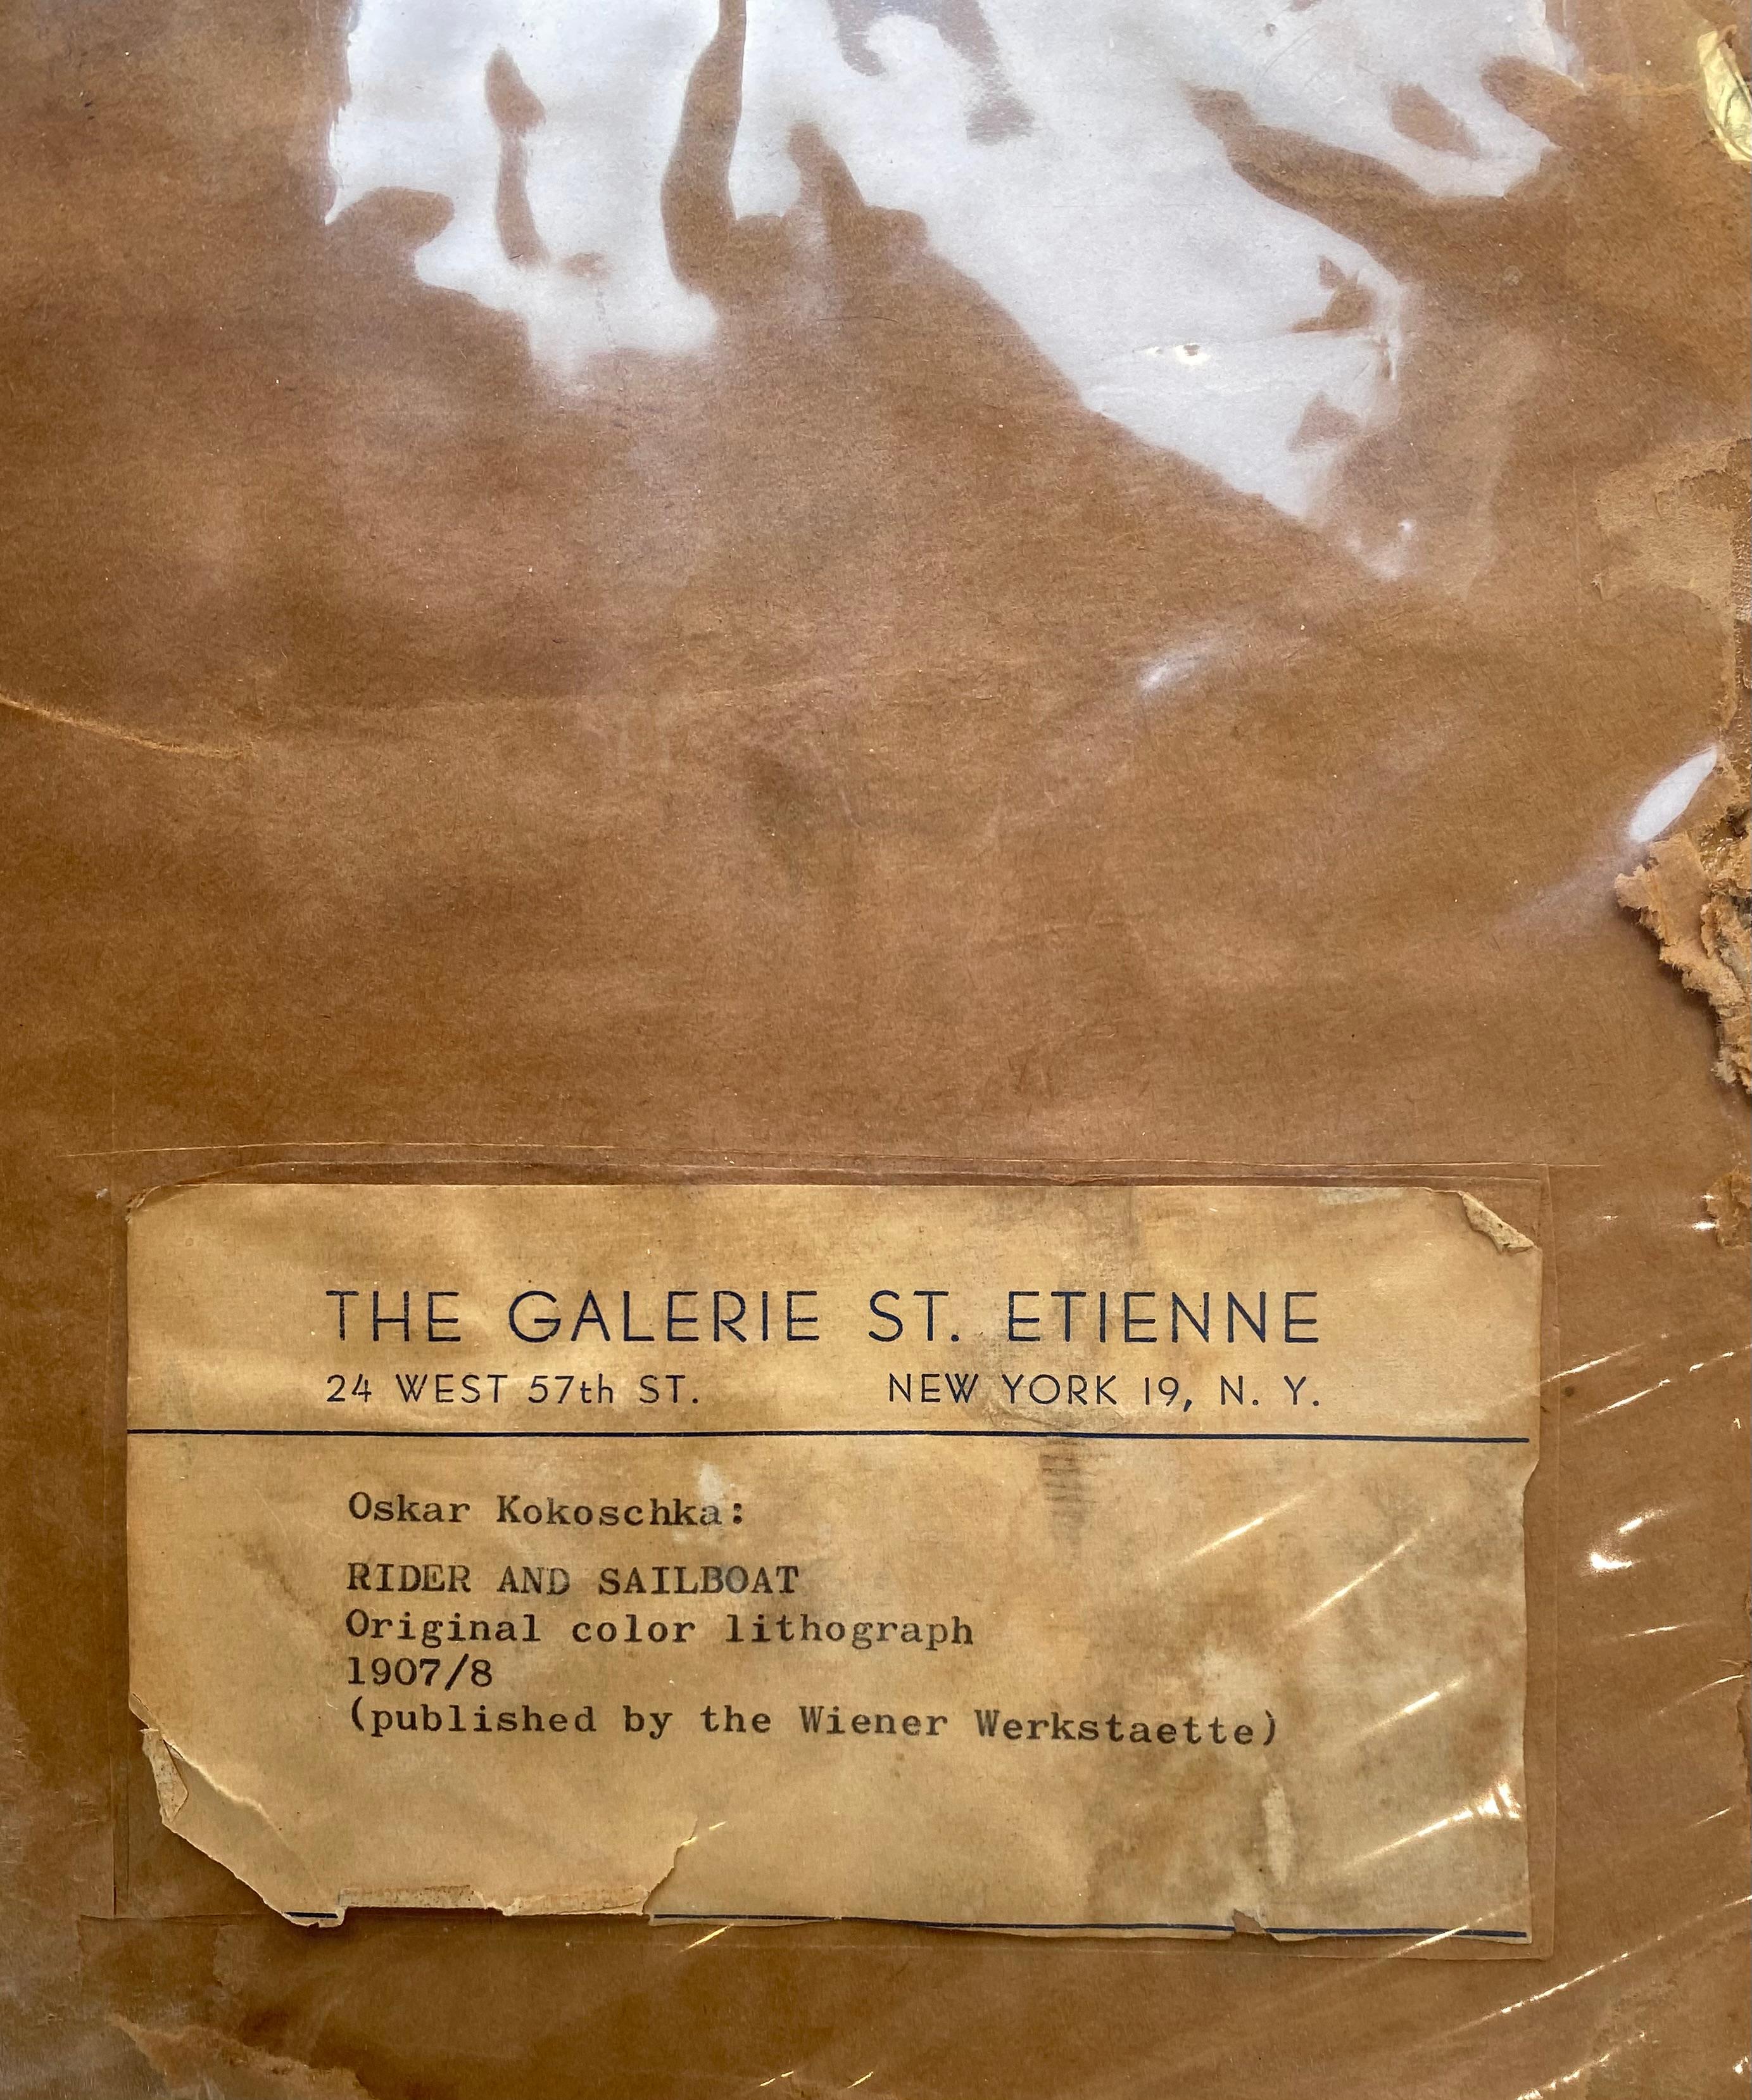 THE GALERIE ST. ETIENNE
24 WEST 57th ST. NEW YORK 19, N. Y.
Oskar Kokoschka:
RIDER AND SAILBOAT
Original color lithograph
1907/8
(published by the Wiener Werkstaette)